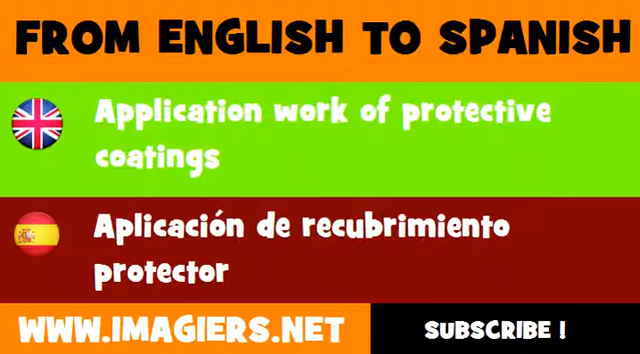 FROM ENGLISH TO SPANISH
Application work of protective
coatings
Aplicación de recubrimiento
protector
WWW.IMAGIERS.NET
SUBSCRIBE !